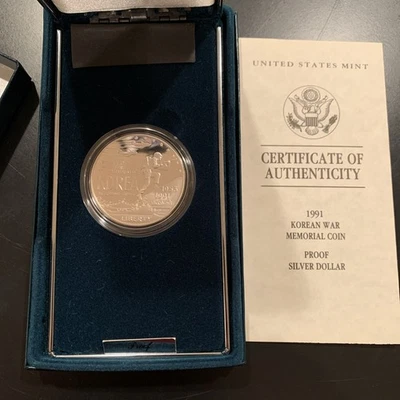 UNITED STATES MINT
CERTIFICATE OF
AUTHENTICITY
1991
KOREAN WAR
MEMORIAL COIN
PROOF
SILVER DOLLAR